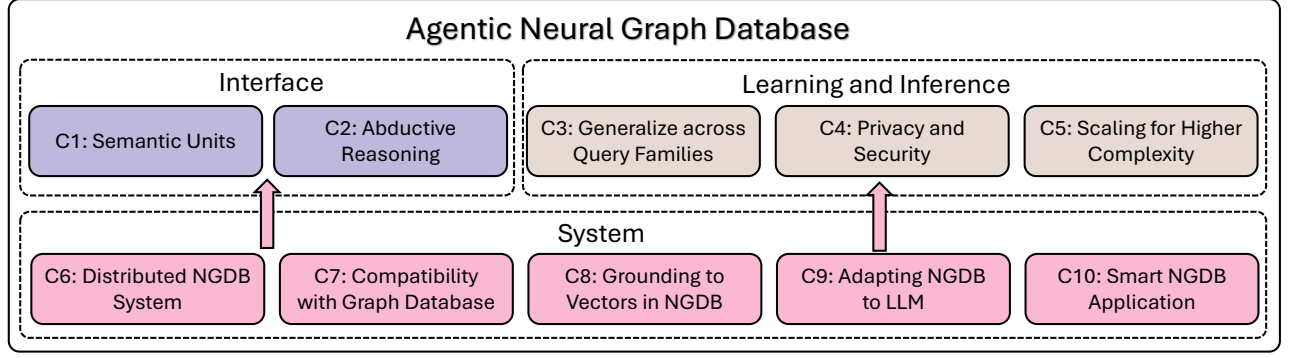 Agentic Neural Graph Database
Interface
C1: Semantic Units
C2: Abductive
Reasoning
Learning and Inference
C3: Generalize across
Query Families
C4: Privacy and
Security
C5: Scaling for Higher
Complexity
System
C6: Distributed NGDB
System
C7: Compatibility
with Graph Database
C8: Grounding to
Vectors in NGDB
C9: Adapting NGDB
to LLM
C10: Smart NGDB
Application